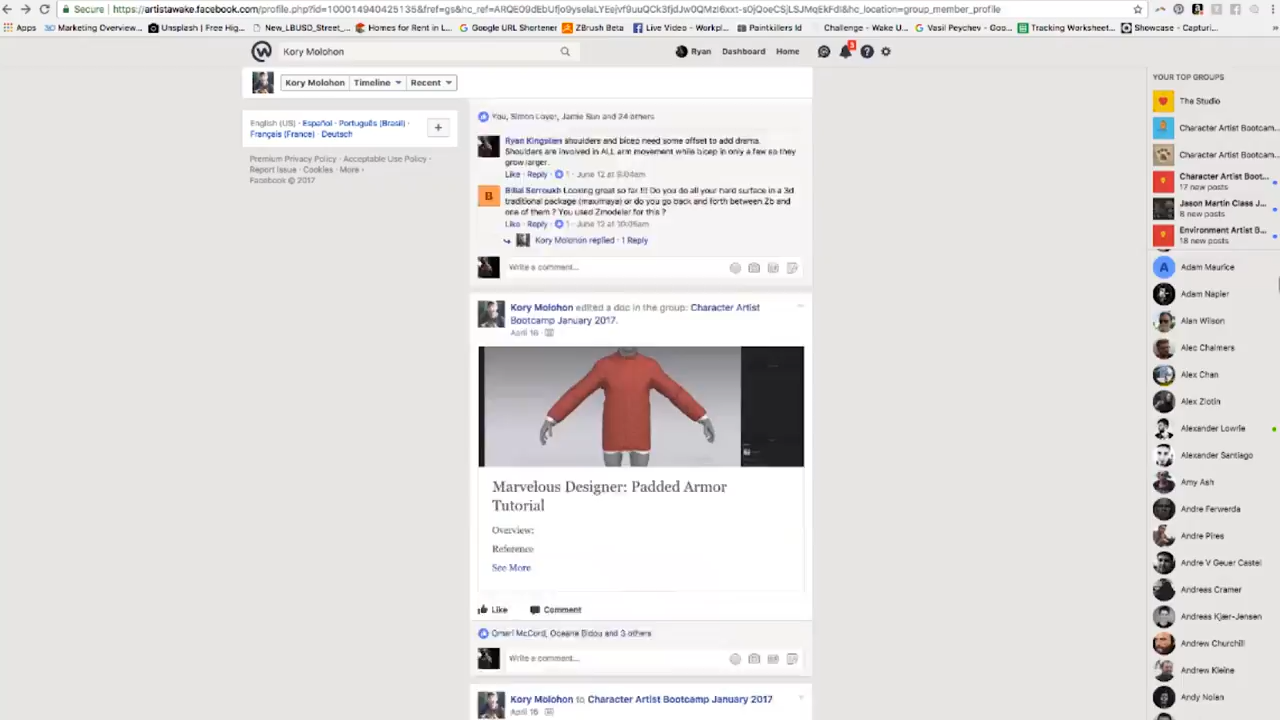 Secure
https://artistawake.facebook.com/profile.php?id=100014940425135&fref=gs&hc_ref=
&hc_location=group_member_profile
Apps
3D Marketing Overview...
Unsplash | Free Hig...
New_LBUSD_Street_...
Homes for Rent in L...
Google URL Shortener
ZBrush Beta
Live Video - Workpl...
Paintkillers Id
Challenge - Wake U...
Vasil Peychev - Goo...
Tracking Worksheet...
Showcase - Capturi...
Kory Molohon
Ryan
Dashboard
Home
3
Kory Molohon
Timeline
Recent
English (US) · Español · Português (Brasil) ·
Français (France) · Deutsch
+
Premium Privacy Policy · Acceptable Use Policy ·
Report Issue · Cookies · More
Facebook © 2017
You, Simon Loyer, Jamie Sun and 24 others
Ryan Kingslien shoulders and bicep need some offset to add drama.
Shoulders are involved in ALL arm movement while bicep in only a few so they
grow larger.
Like · Reply · 1 · June 12 at 9:04am
B
Billal Serroukh Looking great so far !!! Do you do all your hard surface in a 3d
traditional package (max/maya) or do you go back and forth between Zb and
one of them ? You used Zmodeler for this ?
Like · Reply · 1 · June 12 at 10:05am
Kory Molohon replied · 1 Reply
Write a comment...
Kory Molohon edited a doc in the group: Character Artist
Bootcamp January 2017.
April 16
Marvelous Designer: Padded Armor
Tutorial
Overview:
Reference
See More
Like
Comment
Omari McCord, Oceane Bidou and 3 others
Write a comment...
Kory Molohon to Character Artist Bootcamp January 2017
April 16
YOUR TOP GROUPS
The Studio
Character Artist Bootcam...
Character Artist Bootcam...
Character Artist Boot...
17 new posts
Jason Martin Class J...
8 new posts
Environment Artist B...
18 new posts
A
Adam Maurice
Adam Napier
Alan Wilson
Alec Chalmers
Alex Chan
Alex Zlotin
Alexander Lowrie
Alexander Santiago
Amy Ash
Andre Ferwerda
Andre Pires
Andre V Geuer Castel
Andreas Cramer
Andreas Kjær-Jensen
Andrew Churchill
Andrew Kleine
Andy Nolan